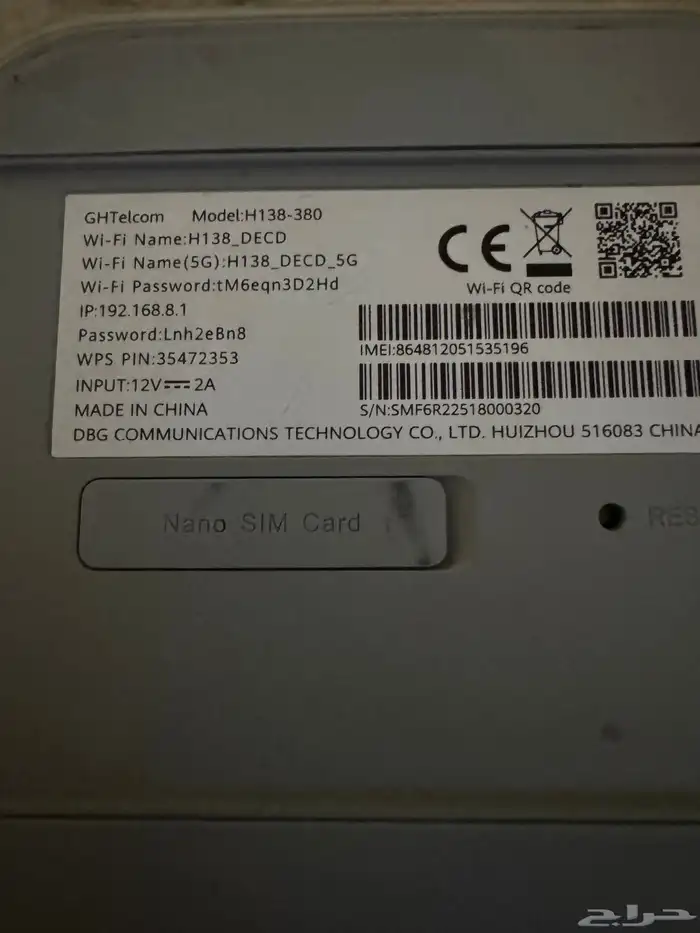 GHTelcom Model:H138-380
Wi-Fi Name:H138_DECD
Wi-Fi Name(5G):H138_DECD_5G
Wi-Fi Password:tM6eqn3D2Hd
IP:192.168.8.1
Password:Lnh2eBn8
WPS PIN:35472353
INPUT:12V⎓2A
MADE IN CHINA
CE
Wi-Fi QR code
IMEI:864812051535196
S/N:SMF6R22518000320
DBG COMMUNICATIONS TECHNOLOGY CO., LTD. HUIZHOU 516083 CHINA
Nano SIM Card
RES
حراج